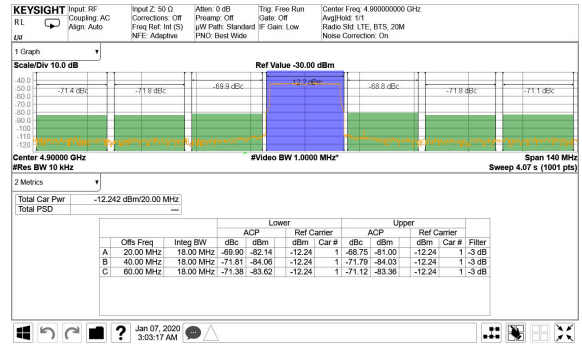 KEYSIGHT Input: RF Input Z: 50 Ω Atten: 0 dB Trig: Free Run Center Freq: 4.900000000 GHz
RL Coupling: AC Corrections: Off Preamp: Off Gate: Off Avg|Hold: 1/1
Align: Auto Freq Ref: Int (S) µW Path: Standard IF Gain: Low Radio Std: LTE, BTS, 20M
LXI NFE: Adaptive PNO: Best Wide Noise Correction: On
1 Graph
Scale/Div 10.0 dB Ref Value -30.00 dBm
-40.0
-50.0
-60.0
-70.0
-80.0
-90.0
-100
-110
-120
-71.4 dBc -71.8 dBc -69.9 dBc -12.2 dBm -68.8 dBc -71.8 dBc -71.1 dBc
Center 4.90000 GHz #Video BW 1.0000 MHz* Span 140 MHz
#Res BW 10 kHz Sweep 4.07 s (1001 pts)
2 Metrics
Total Car Pwr -12.242 dBm/20.00 MHz
Total PSD ---
Lower Upper
ACP Ref Carrier ACP Ref Carrier
Offs Freq Integ BW dBc dBm dBm Car # dBc dBm dBm Car # Filter
A 20.00 MHz 18.00 MHz -69.90 -82.14 -12.24 1 -68.75 -81.00 -12.24 1 -3 dB
B 40.00 MHz 18.00 MHz -71.81 -84.06 -12.24 1 -71.79 -84.03 -12.24 1 -3 dB
C 60.00 MHz 18.00 MHz -71.38 -83.62 -12.24 1 -71.12 -83.36 -12.24 1 -3 dB
? Jan 07, 2020
3:03:17 AM